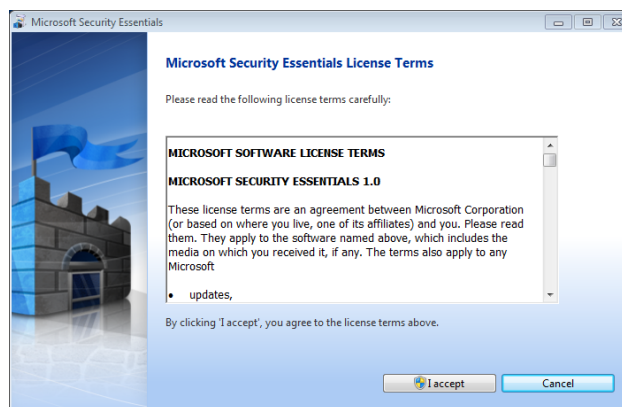 Microsoft Security Essentials
Microsoft Security Essentials License Terms
Please read the following license terms carefully:
MICROSOFT SOFTWARE LICENSE TERMS
MICROSOFT SECURITY ESSENTIALS 1.0
These license terms are an agreement between Microsoft Corporation
(or based on where you live, one of its affiliates) and you. Please read
them. They apply to the software named above, which includes the
media on which you received it, if any. The terms also apply to any
Microsoft
• updates,
By clicking 'I accept', you agree to the license terms above.
I accept
Cancel